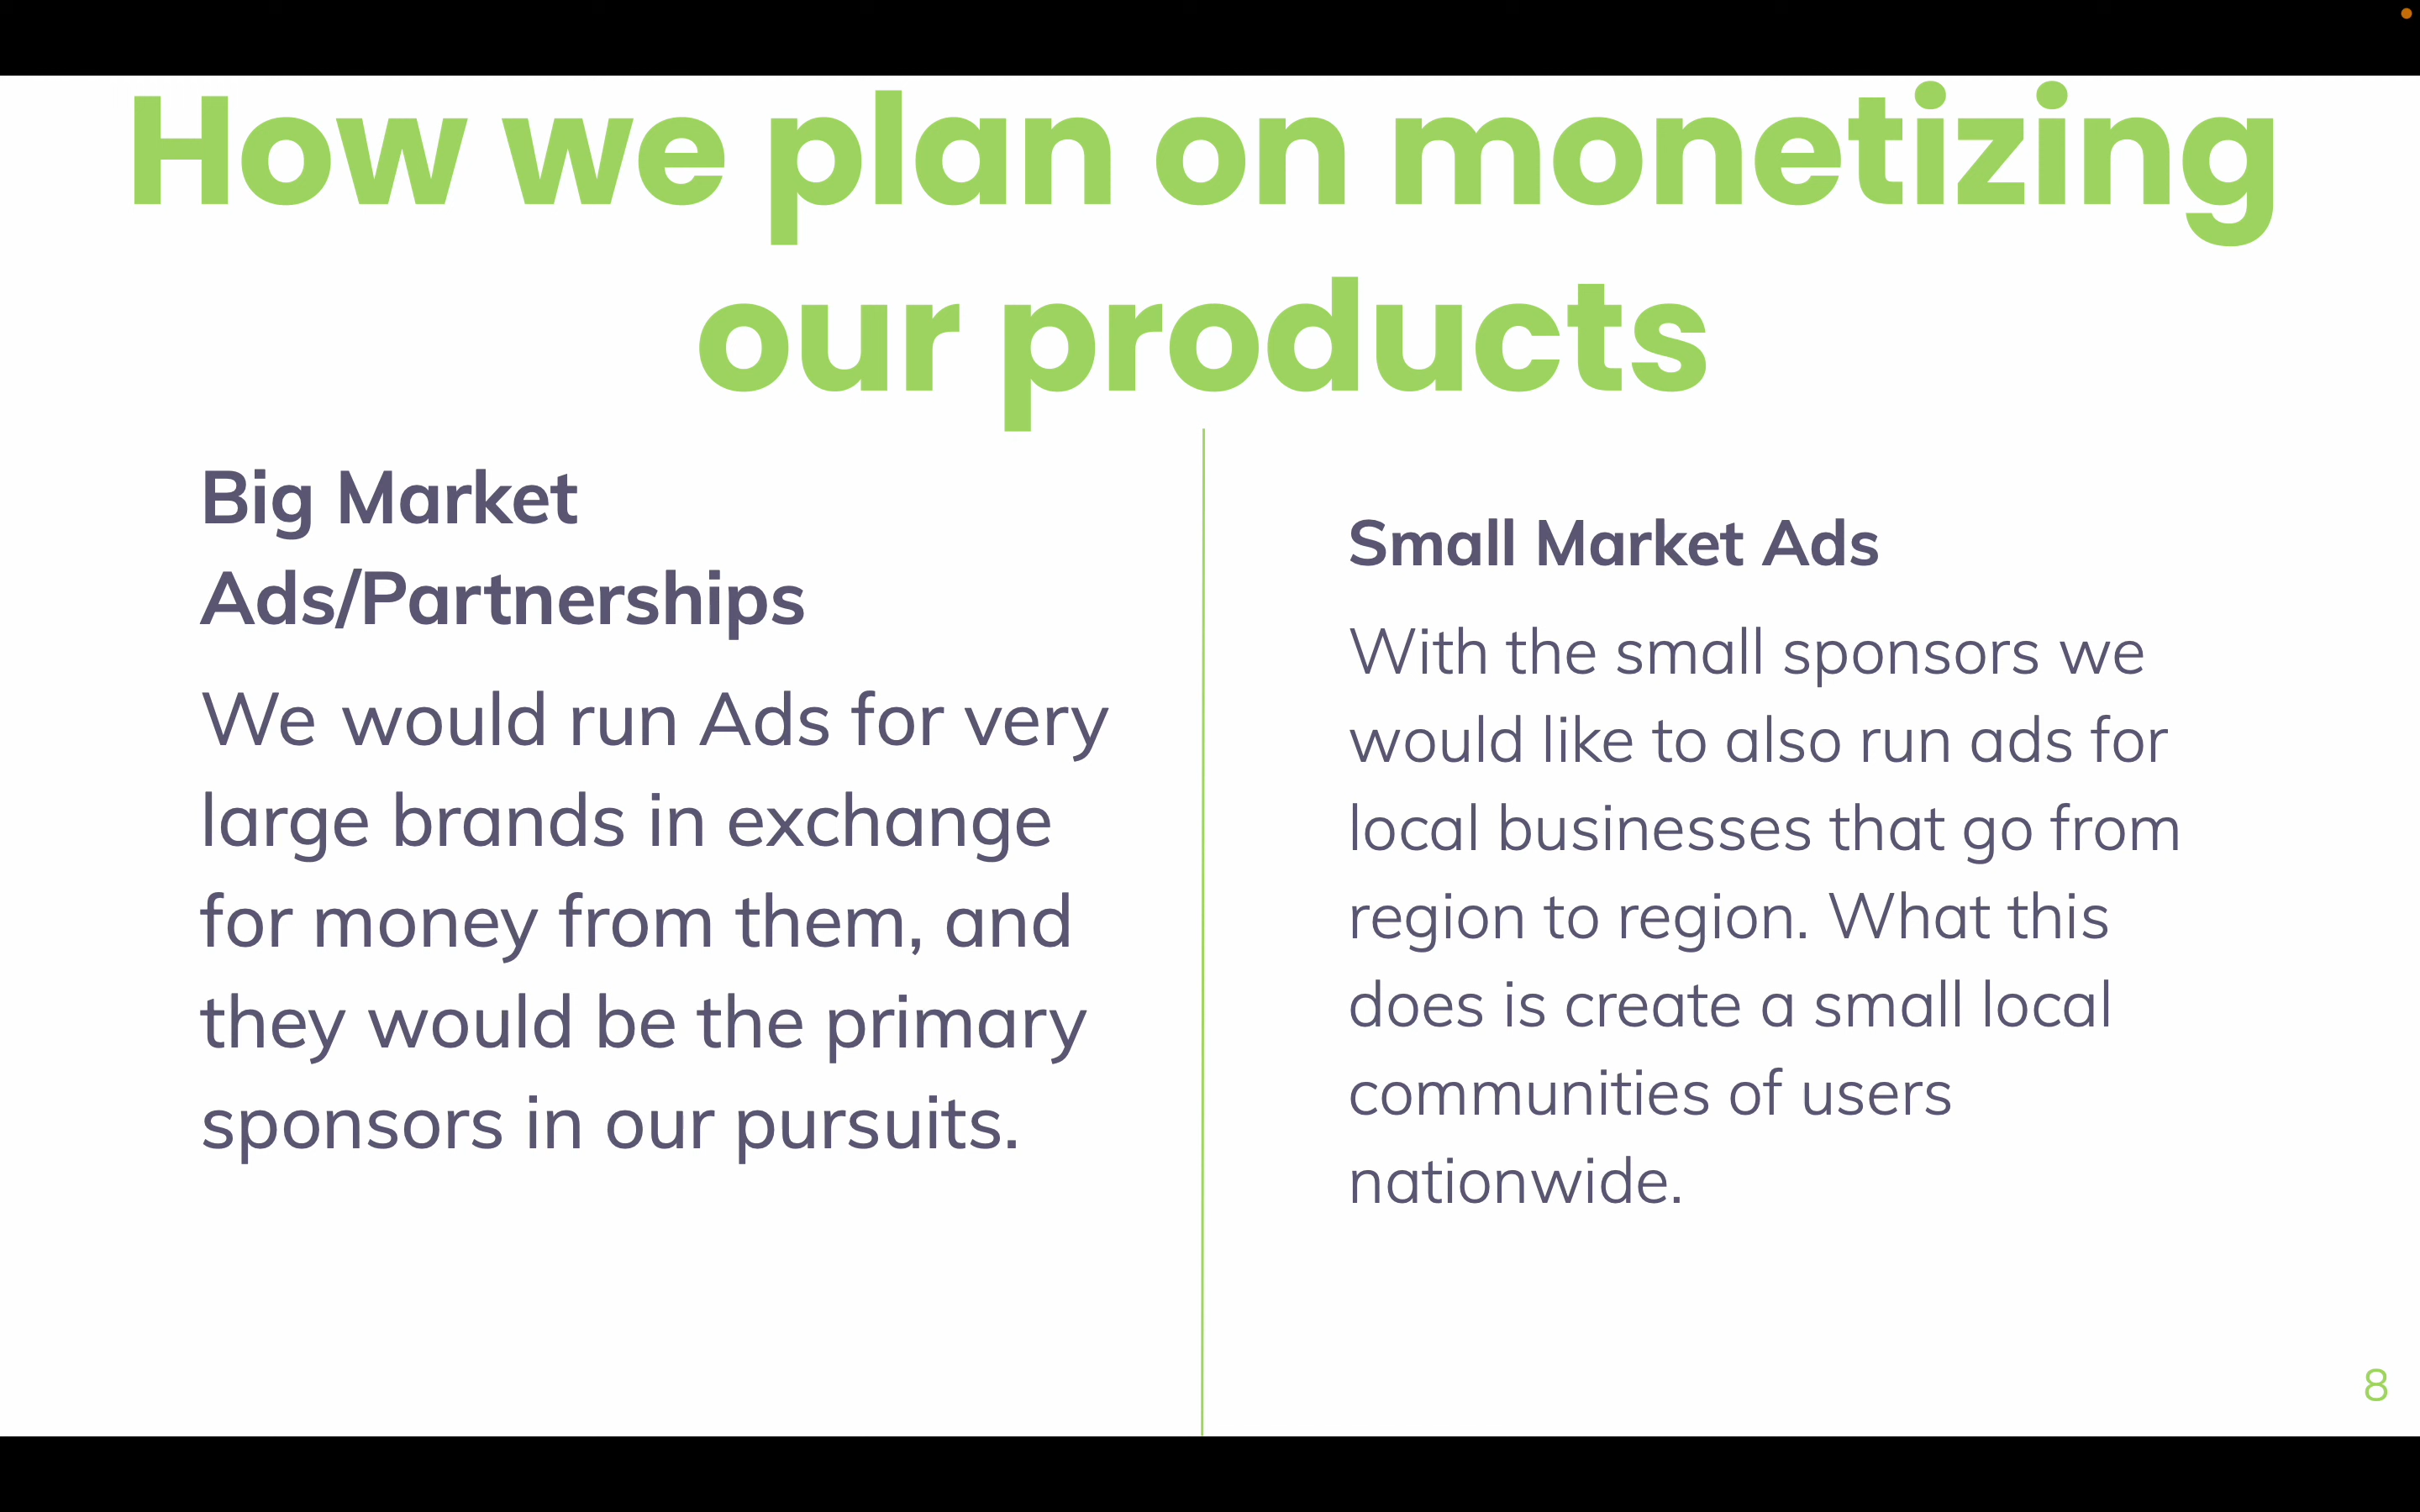 How we plan on monetizing
our products
Big Market
Ads/Partnerships
We would run Ads for very
large brands in exchange
for money from them, and
they would be the primary
sponsors in our pursuits.
Small Market Ads
With the small sponsors we
would like to also run ads for
local businesses that go from
region to region. What this
does is create a small local
communities of users
nationwide.
8